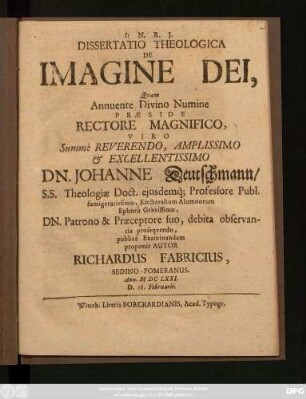 I. N. R. J.
DISSERTATIO THEOLOGICA
DE
IMAGINE DEI,
Quam
Annuente Divino Numine
PRÆSIDE
RECTORE MAGNIFICO,
VIRO
Summè REVERENDO, AMPLISSIMO
& EXCELLENTISSIMO
DN. JOHANNE Deutschmann/
S.S. Theologiæ Doct. ejusdemq; Professore Publ.
famigeratissimo, Electoralium Alumnorum
Ephoro Gravissimo,
DN. Patrono & Præceptore suo, debita observan-
tia prosequendo,
publicè Examinandam
proponit AUTOR
RICHARDUS FABRICIUS,
SEDINO-POMERANUS.
Ann. M DC LXXI.
D. 16. Februarii.
Witteb. Literis BORCKARDIANIS, Acad. Typogr.